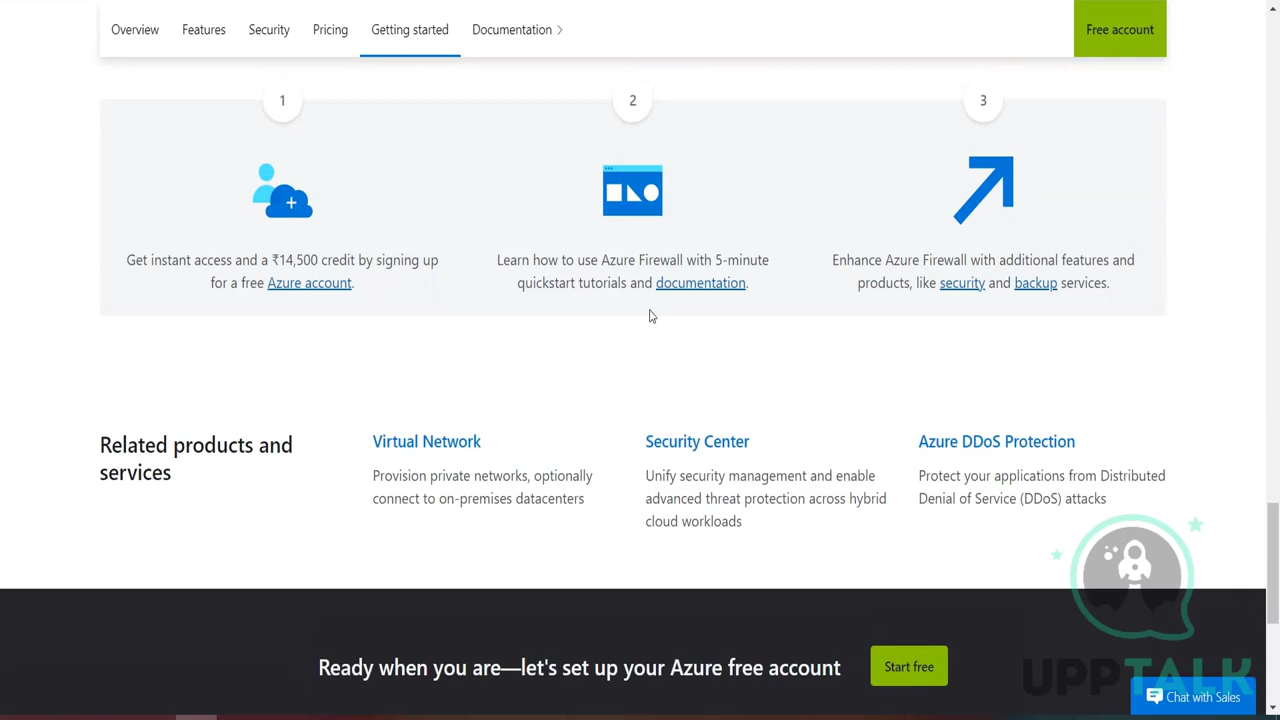 Overview Features Security Pricing Getting started Documentation Free account
1
2
3
Get instant access and a ₹14,500 credit by signing up
for a free Azure account.
Learn how to use Azure Firewall with 5-minute
quickstart tutorials and documentation.
Enhance Azure Firewall with additional features and
products, like security and backup services.
Related products and
services
Virtual Network
Provision private networks, optionally
connect to on-premises datacenters
Security Center
Unify security management and enable
advanced threat protection across hybrid
cloud workloads
Azure DDoS Protection
Protect your applications from Distributed
Denial of Service (DDoS) attacks
Ready when you are—let's set up your Azure free account
Start free
UPPTALK
Chat with Sales